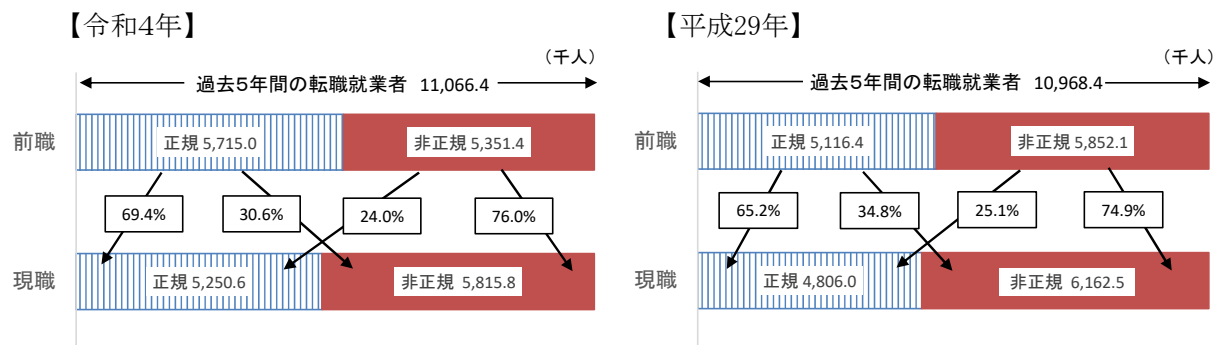 【令和4年】
(千人)
過去5年間の転職就業者 11,066.4
前職
正規 5,715.0
非正規 5,351.4
69.4%
30.6%
24.0%
76.0%
現職
正規 5,250.6
非正規 5,815.8
【平成29年】
(千人)
過去5年間の転職就業者 10,968.4
前職
正規 5,116.4
非正規 5,852.1
65.2%
34.8%
25.1%
74.9%
現職
正規 4,806.0
非正規 6,162.5